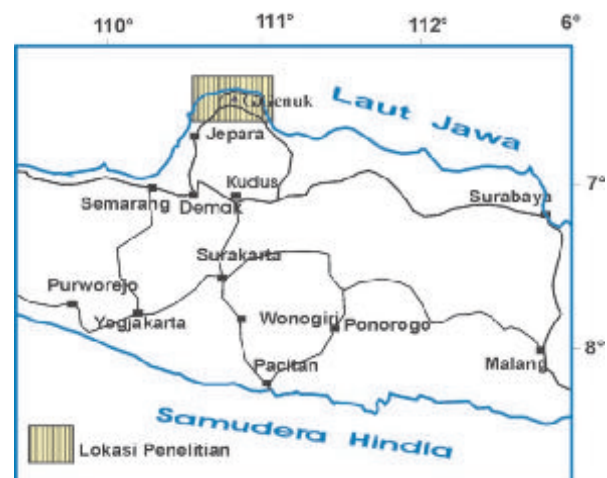 110° 111° 112° 6°
G.Genuk
Laut Jawa
Jepara
Kudus
Semarang Demak
Surabaya
7°
Surakarta
Purworejo
Yogjakarta
Wonogiri
Ponorogo
Pacitan
Malang
8°
Samudera Hindia
Lokasi Penelitian